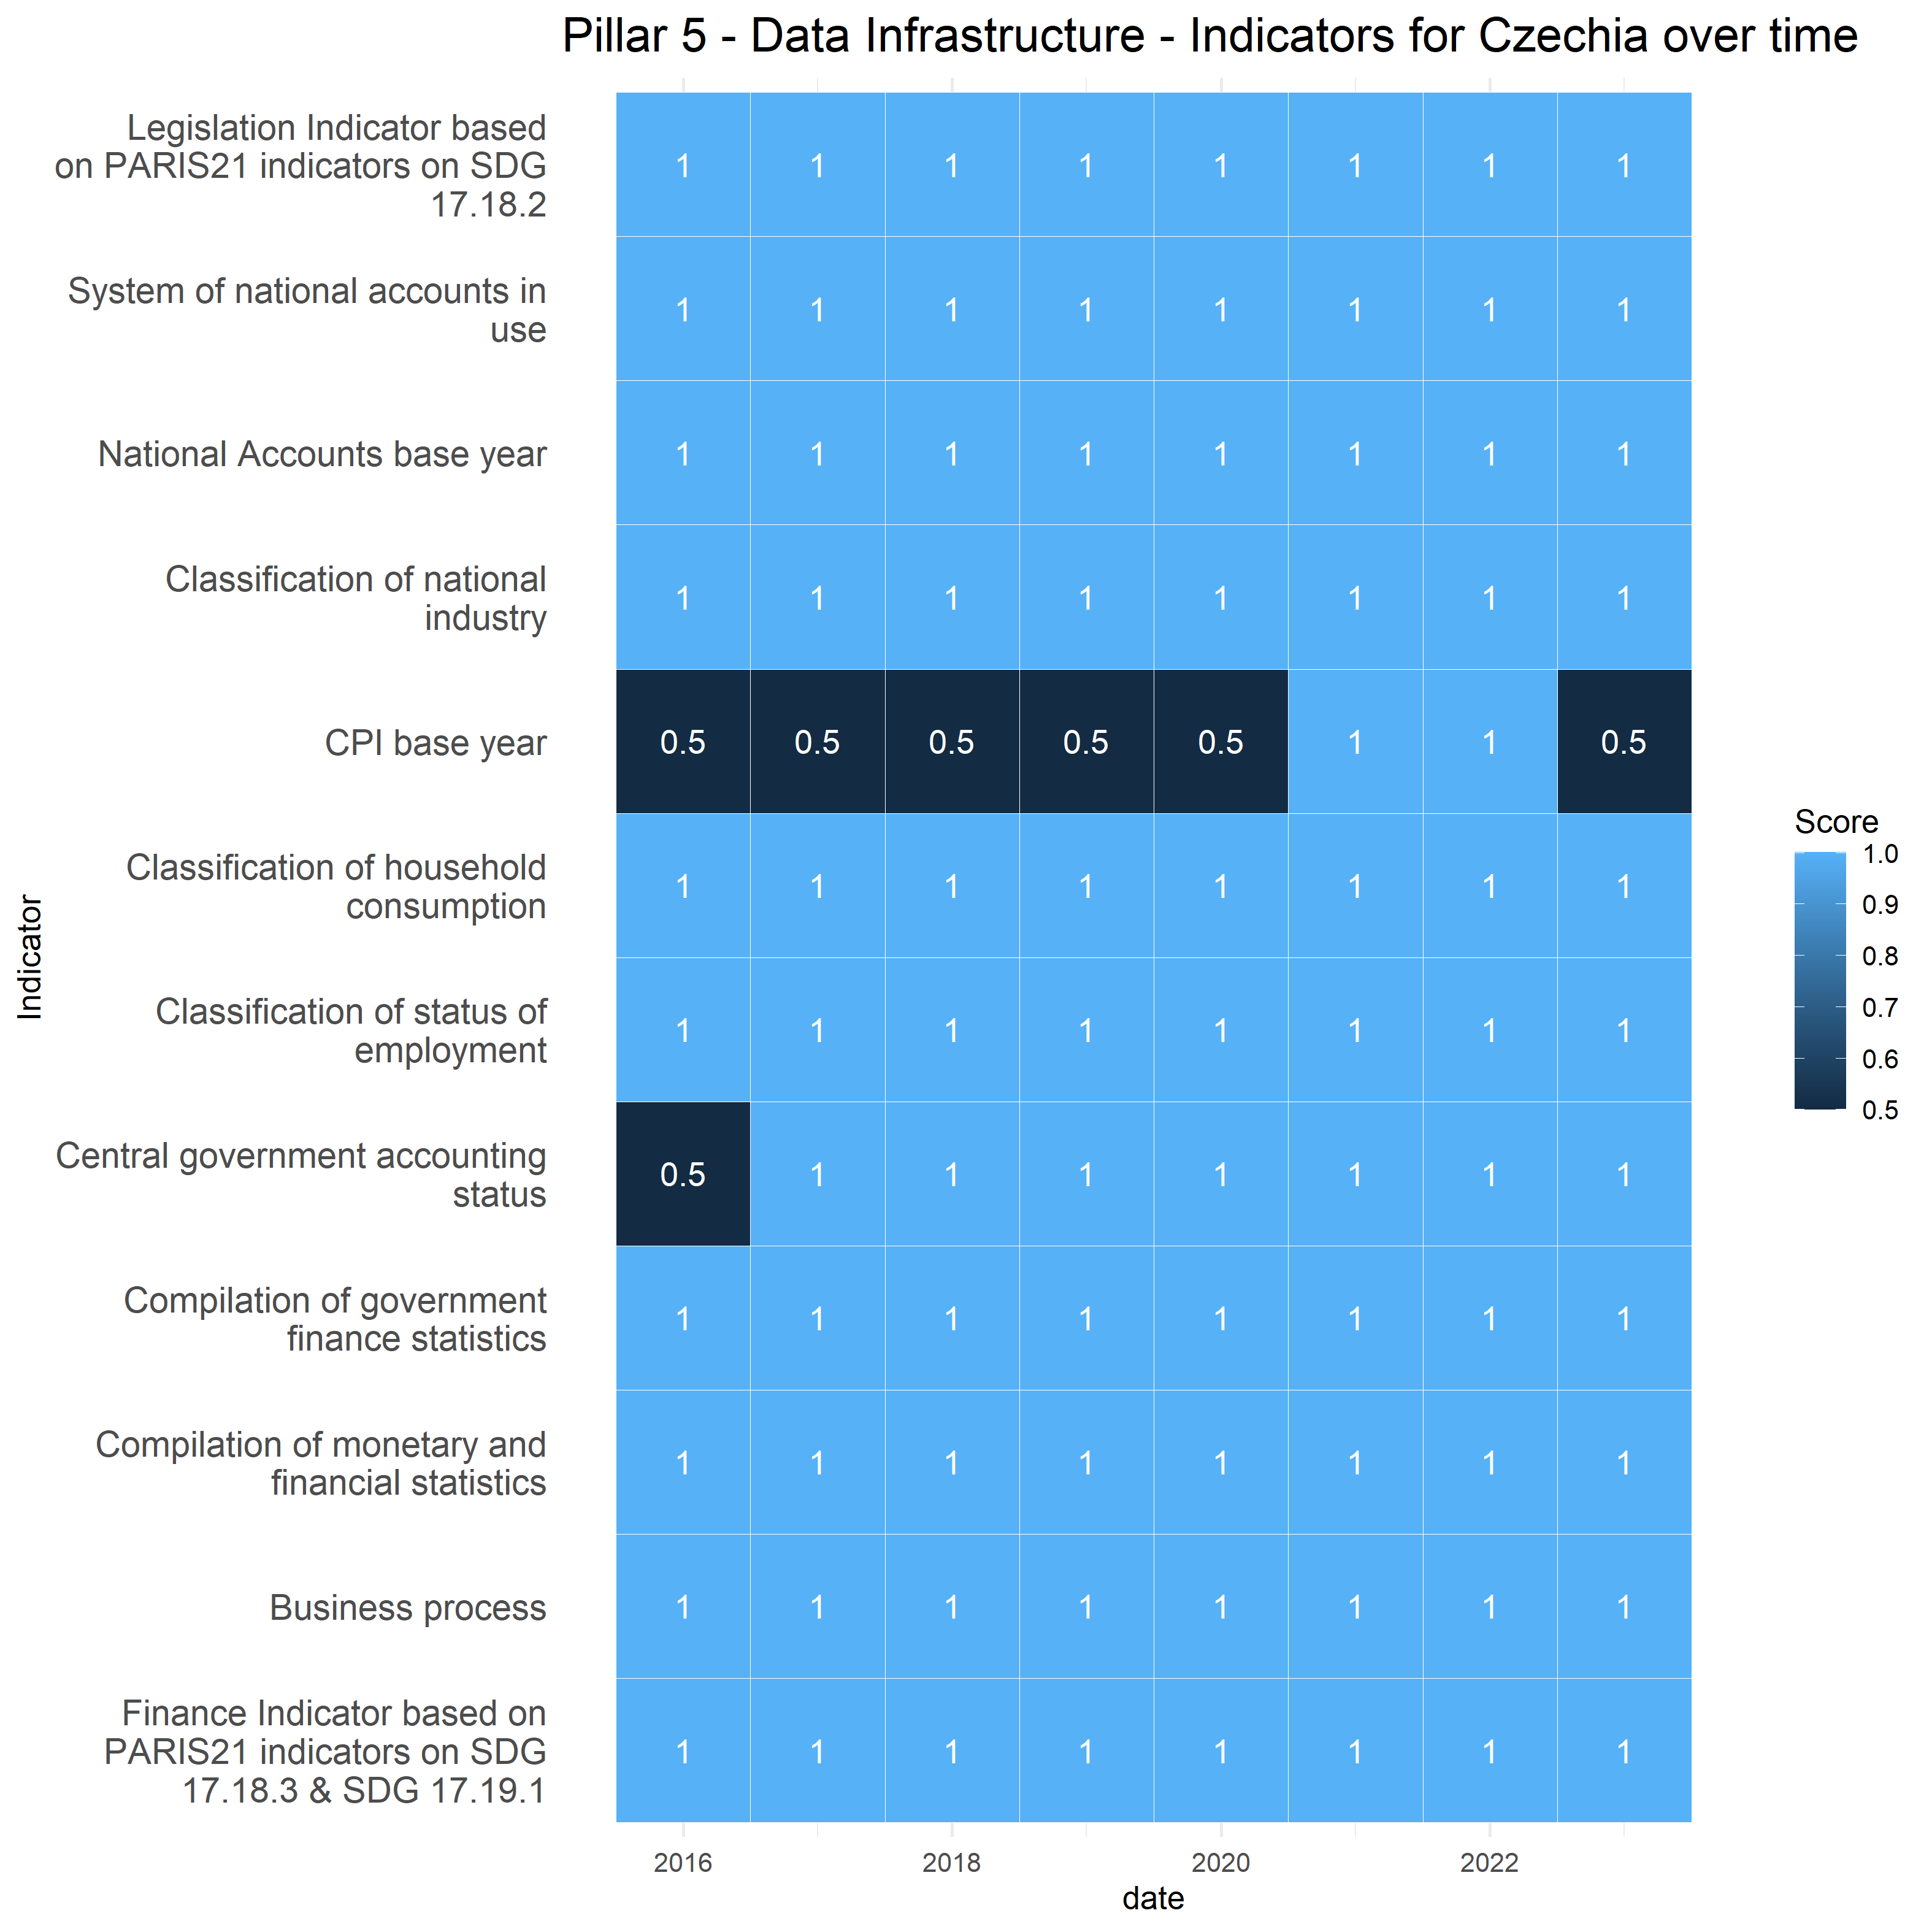 Pillar 5 - Data Infrastructure - Indicators for Czechia over time
Legislation Indicator based
on PARIS21 indicators on SDG
17.18.2
1 1 1 1 1 1 1 1
System of national accounts in
use
1 1 1 1 1 1 1 1
National Accounts base year
1 1 1 1 1 1 1 1
Classification of national
industry
1 1 1 1 1 1 1 1
CPI base year
0.5 0.5 0.5 0.5 0.5 1 1 0.5
Classification of household
consumption
1 1 1 1 1 1 1 1
Classification of status of
employment
1 1 1 1 1 1 1 1
Central government accounting
status
0.5 1 1 1 1 1 1 1
Compilation of government
finance statistics
1 1 1 1 1 1 1 1
Compilation of monetary and
financial statistics
1 1 1 1 1 1 1 1
Business process
1 1 1 1 1 1 1 1
Finance Indicator based on
PARIS21 indicators on SDG
17.18.3 & SDG 17.19.1
1 1 1 1 1 1 1 1
Indicator
2016 2018 2020 2022
date
Score
1.0
0.9
0.8
0.7
0.6
0.5